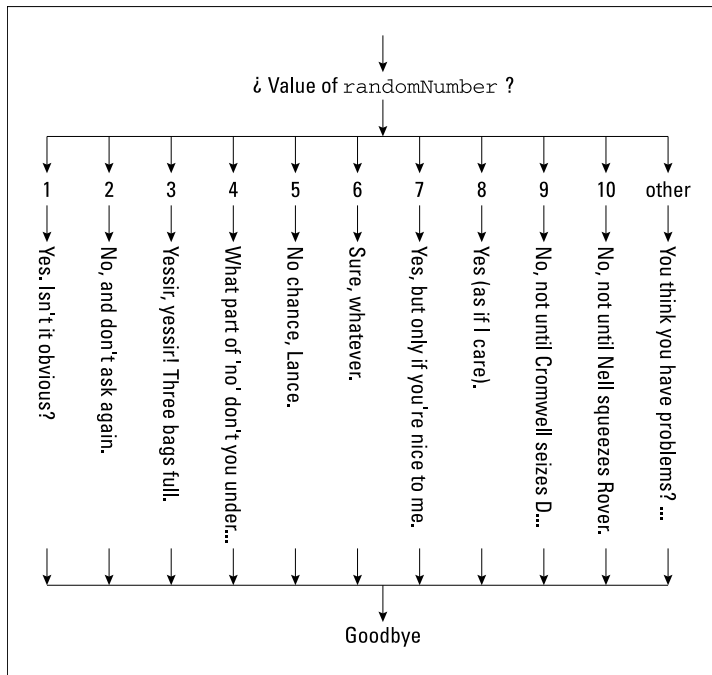 ¿ Value of randomNumber ?
1 2 3 4 5 6 7 8 9 10 other
Yes. Isn't it obvious?
No, and don't ask again.
Yessir, yessir! Three bags full.
What part of 'no' don't you under...
No chance, Lance.
Sure, whatever.
Yes, but only if you're nice to me.
Yes (as if I care).
No, not until Cromwell seizes D...
No, not until Nell squeezes Rover.
You think you have problems? ...
Goodbye